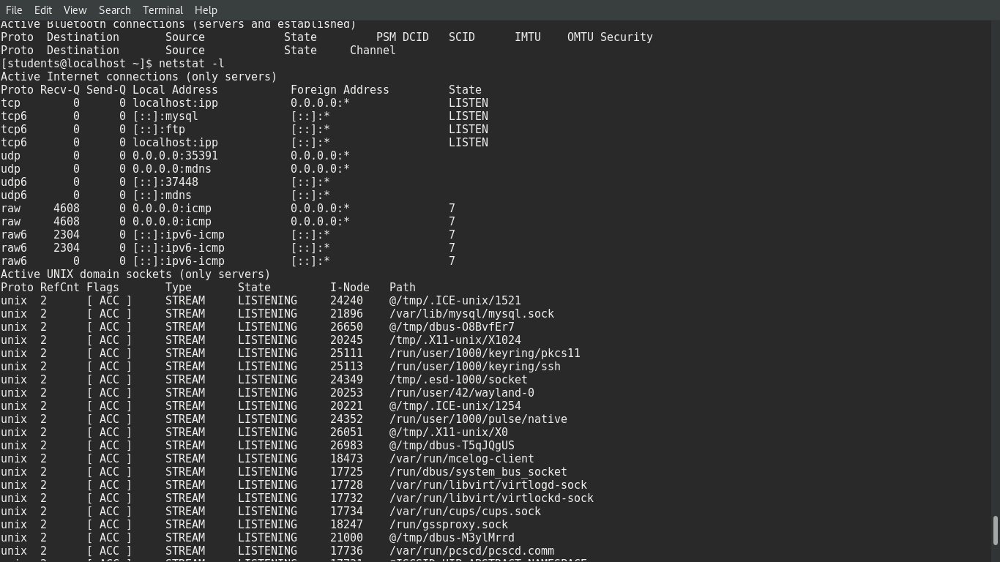 File Edit View Search Terminal Help
Active Bluetooth connections (servers and established)
Proto  Destination       Source            State         PSM DCID   SCID      IMTU    OMTU Security
Proto  Destination       Source            State     Channel
[students@localhost ~]$ netstat -l
Active Internet connections (only servers)
Proto Recv-Q Send-Q Local Address           Foreign Address         State
tcp        0      0 localhost:ipp           0.0.0.0:*               LISTEN
tcp6       0      0 [::]:mysql              [::]:*                  LISTEN
tcp6       0      0 [::]:ftp                [::]:*                  LISTEN
tcp6       0      0 localhost:ipp           [::]:*                  LISTEN
udp        0      0 0.0.0.0:35391           0.0.0.0:*
udp        0      0 0.0.0.0:mdns            0.0.0.0:*
udp6       0      0 [::]:37448              [::]:*
udp6       0      0 [::]:mdns               [::]:*
raw     4608      0 0.0.0.0:icmp            0.0.0.0:*               7
raw     4608      0 0.0.0.0:icmp            0.0.0.0:*               7
raw6    2304      0 [::]:ipv6-icmp          [::]:*                  7
raw6    2304      0 [::]:ipv6-icmp          [::]:*                  7
raw6       0      0 [::]:ipv6-icmp          [::]:*                  7
Active UNIX domain sockets (only servers)
Proto RefCnt Flags       Type       State         I-Node   Path
unix  2      [ ACC ]     STREAM     LISTENING     24240    @/tmp/.ICE-unix/1521
unix  2      [ ACC ]     STREAM     LISTENING     21896    /var/lib/mysql/mysql.sock
unix  2      [ ACC ]     STREAM     LISTENING     26650    @/tmp/dbus-O8BvfEr7
unix  2      [ ACC ]     STREAM     LISTENING     20245    /tmp/.X11-unix/X1024
unix  2      [ ACC ]     STREAM     LISTENING     25111    /run/user/1000/keyring/pkcs11
unix  2      [ ACC ]     STREAM     LISTENING     25113    /run/user/1000/keyring/ssh
unix  2      [ ACC ]     STREAM     LISTENING     24349    /tmp/.esd-1000/socket
unix  2      [ ACC ]     STREAM     LISTENING     20253    /run/user/42/wayland-0
unix  2      [ ACC ]     STREAM     LISTENING     20221    @/tmp/.ICE-unix/1254
unix  2      [ ACC ]     STREAM     LISTENING     24352    /run/user/1000/pulse/native
unix  2      [ ACC ]     STREAM     LISTENING     26051    @/tmp/.X11-unix/X0
unix  2      [ ACC ]     STREAM     LISTENING     26983    @/tmp/dbus-T5qJQgUS
unix  2      [ ACC ]     STREAM     LISTENING     18473    /var/run/mcelog-client
unix  2      [ ACC ]     STREAM     LISTENING     17725    /run/dbus/system_bus_socket
unix  2      [ ACC ]     STREAM     LISTENING     17728    /var/run/libvirt/virtlogd-sock
unix  2      [ ACC ]     STREAM     LISTENING     17732    /var/run/libvirt/virtlockd-sock
unix  2      [ ACC ]     STREAM     LISTENING     17734    /var/run/cups/cups.sock
unix  2      [ ACC ]     STREAM     LISTENING     18247    /run/gssproxy.sock
unix  2      [ ACC ]     STREAM     LISTENING     21000    @/tmp/dbus-M3ylMrrd
unix  2      [ ACC ]     STREAM     LISTENING     17736    /var/run/pcscd/pcscd.comm